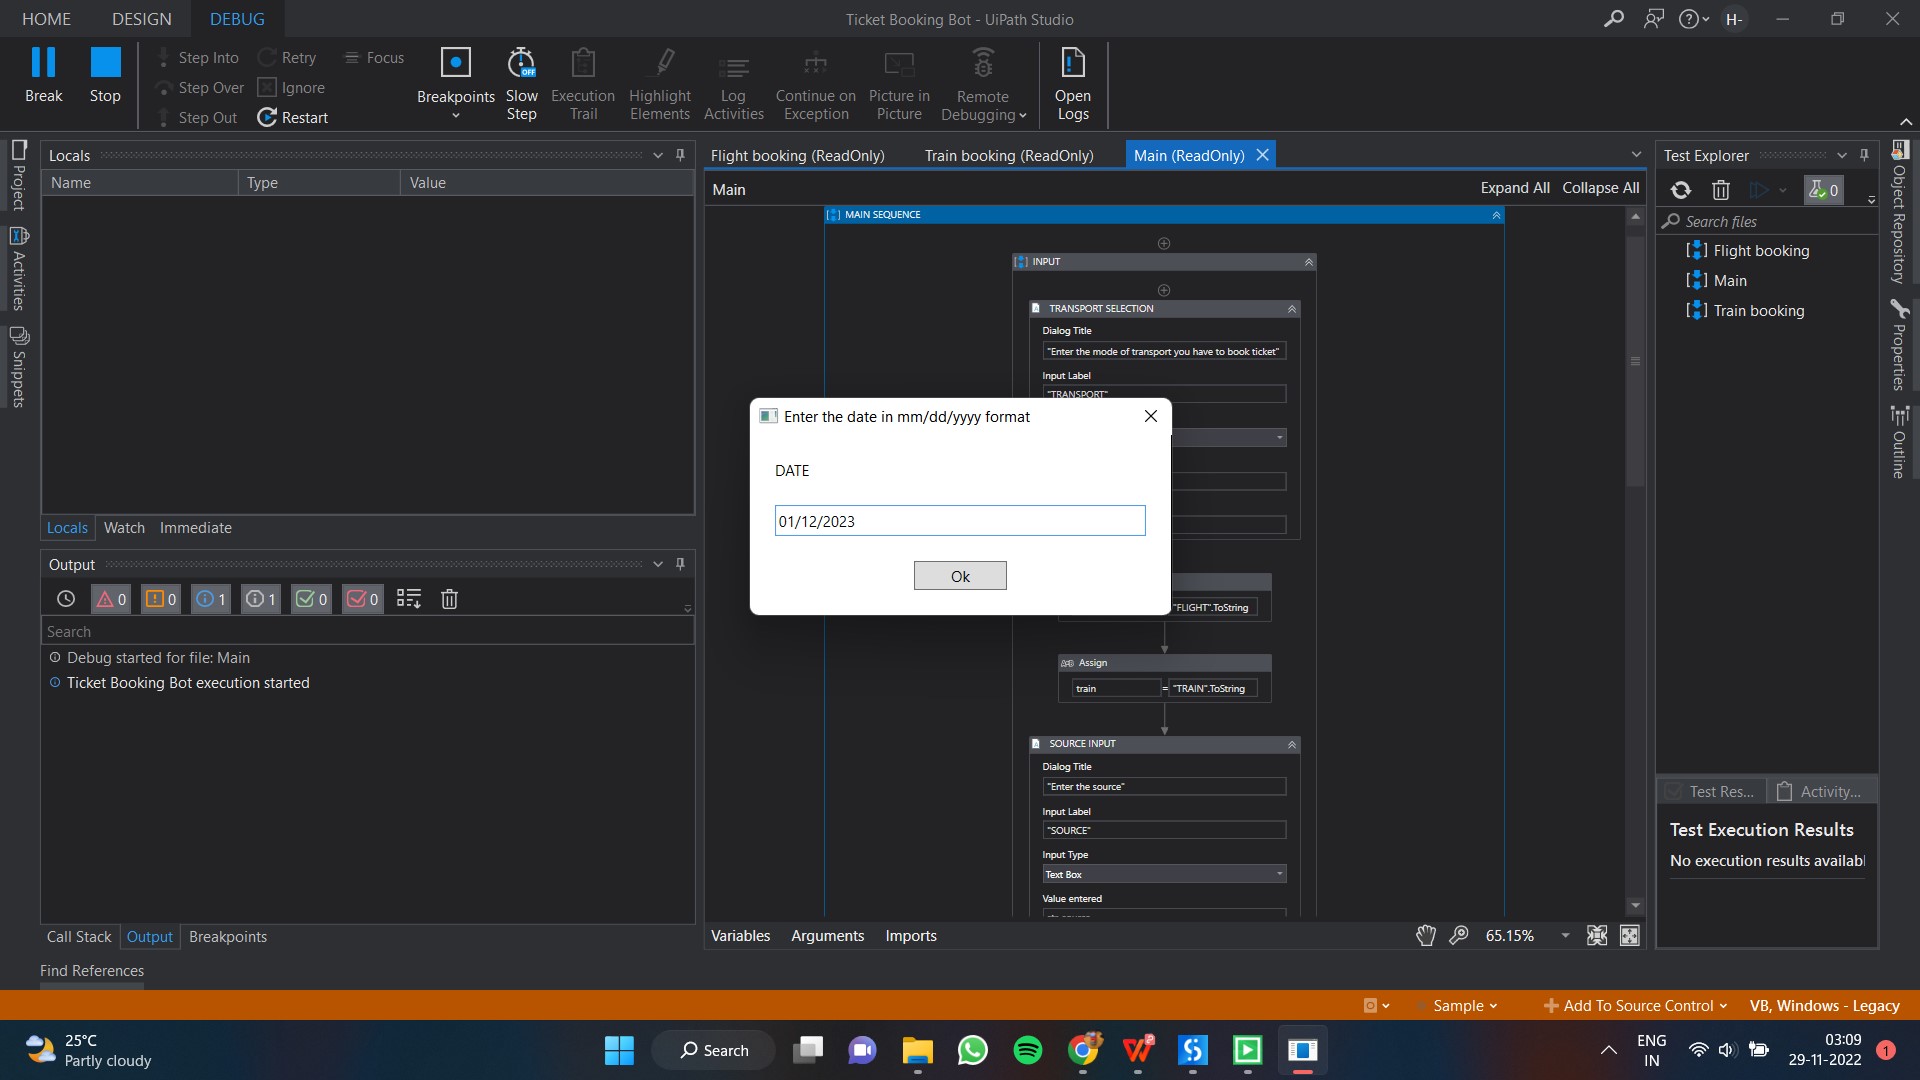 HOME DESIGN DEBUG Ticket Booking Bot - UiPath Studio H-
Break Stop Step Into Retry Focus
Step Over Ignore
Step Out Restart
Breakpoints Slow Step Execution Trail Highlight Elements Log Activities Continue on Exception Picture in Picture Remote Debugging Open Logs
Project
Activities
Snippets
Locals
Name Type Value
Locals Watch Immediate
Output
0 0 1 1 0 0
Search
Debug started for file: Main
Ticket Booking Bot execution started
Call Stack Output Breakpoints
Find References
Flight booking (ReadOnly) Train booking (ReadOnly) Main (ReadOnly)
Main Expand All Collapse All
MAIN SEQUENCE
INPUT
TRANSPORT SELECTION
Dialog Title
"Enter the mode of transport you have to book ticket"
Input Label
"TRANSPORT"
Enter the date in mm/dd/yyyy format
DATE
01/12/2023
Ok
"FLIGHT".ToString
Assign
train = "TRAIN".ToString
SOURCE INPUT
Dialog Title
"Enter the source"
Input Label
"SOURCE"
Input Type
Text Box
Value entered
Variables Arguments Imports 65.15%
Test Explorer
0
Search files
Flight booking
Main
Train booking
Test Res... Activity...
Test Execution Results
No execution results availabl
Object Repository
Properties
Outline
Sample Add To Source Control VB, Windows - Legacy
25°C
Partly cloudy
Search
ENG
IN
03:09
29-11-2022
1